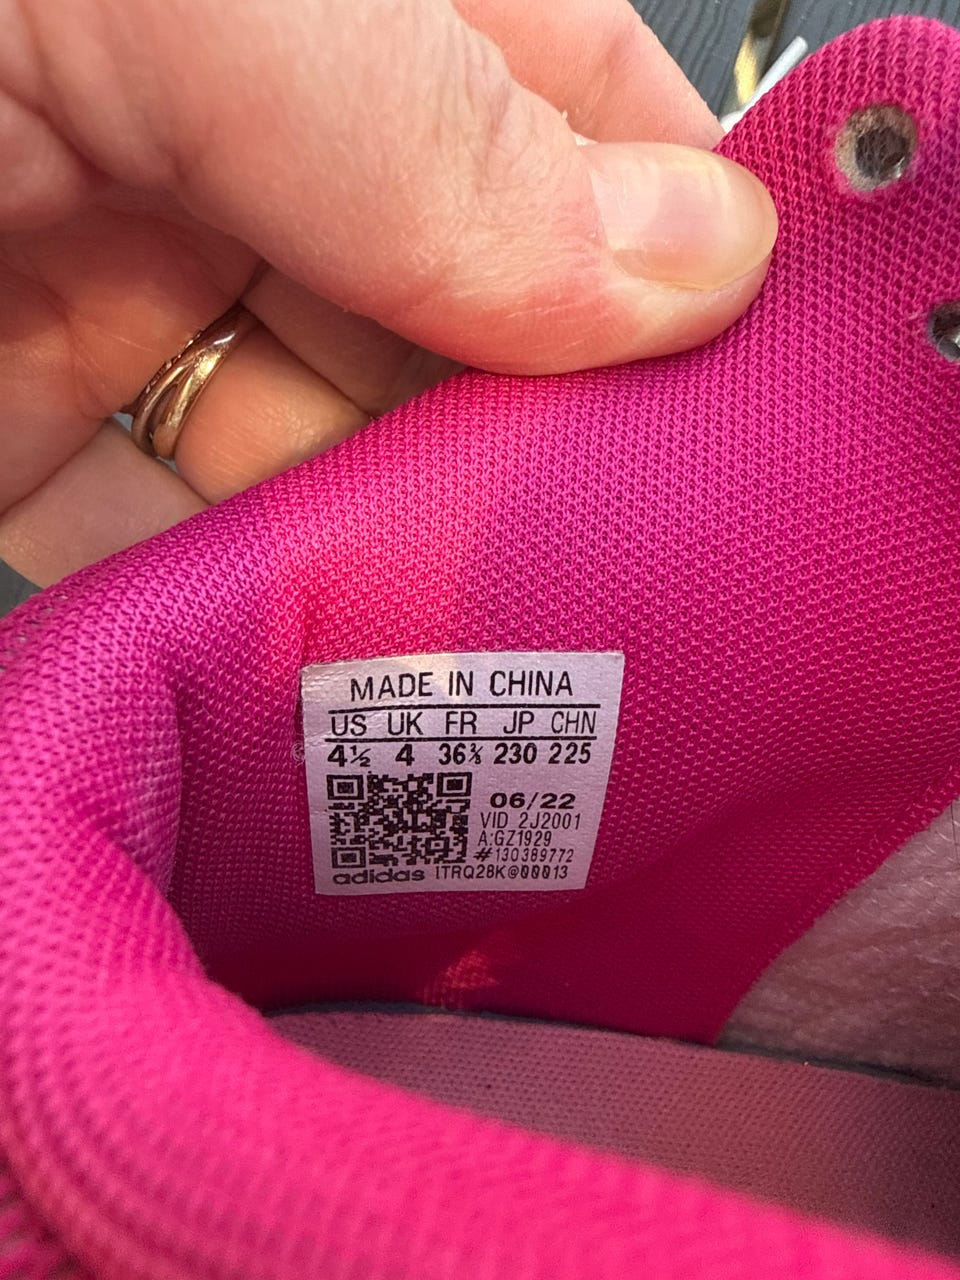 MADE IN CHINA
US UK FR JP CHN
4½ 4 36⅔ 230 225
06/22
VID 2J2001
A:GZ1929
#130389772
adidas 1TRQ28K@00013